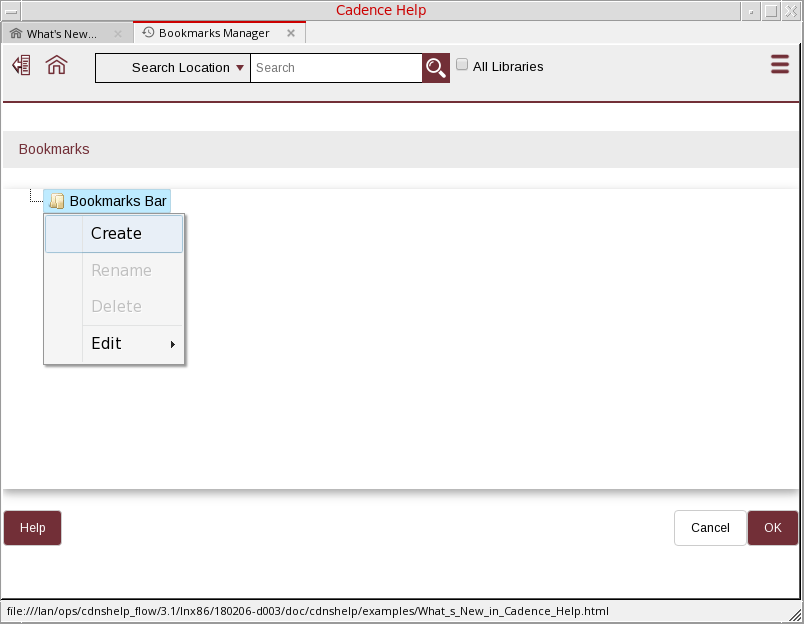 Cadence Help
What's New...
Bookmarks Manager
Search Location
Search
All Libraries
Bookmarks
Bookmarks Bar
Create
Rename
Delete
Edit
Help
Cancel
OK
file:///lan/ops/cdnshelp_flow/3.1/lnx86/180206-d003/doc/cdnshelp/examples/What_s_New_in_Cadence_Help.html